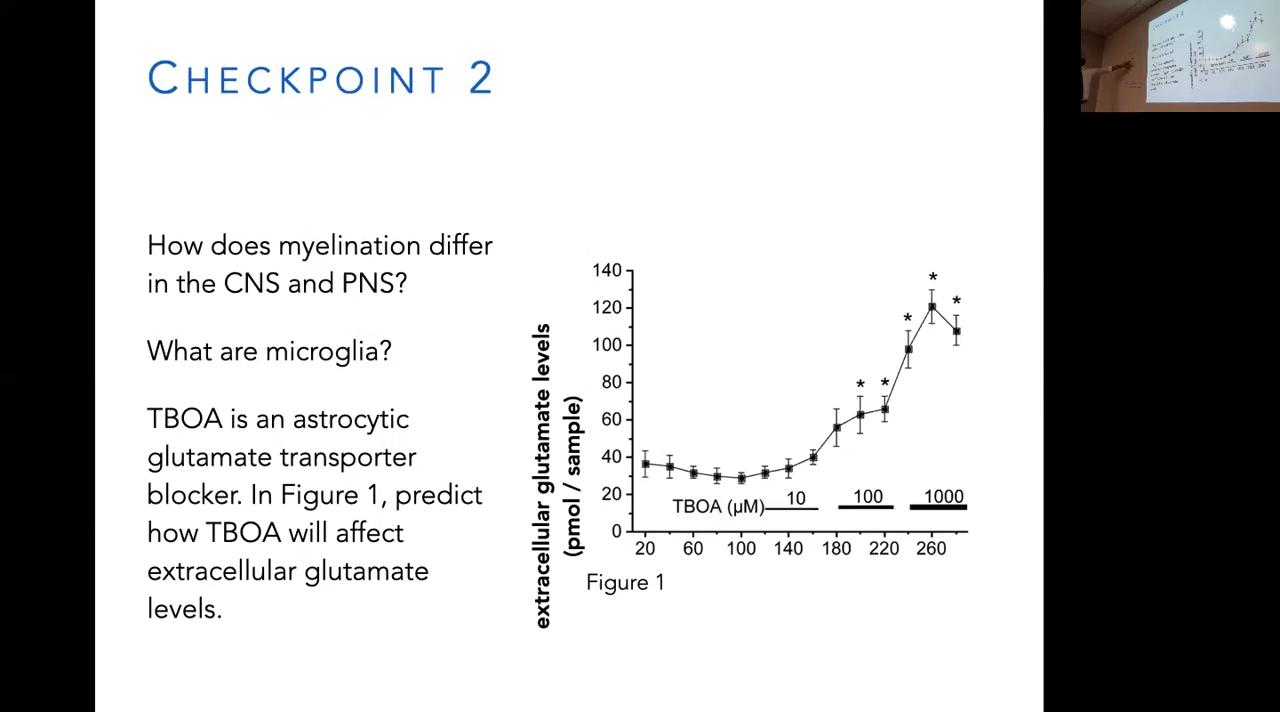 CHECKPOINT 2
How does myelination differ
in the CNS and PNS?
What are microglia?
TBOA is an astrocytic
glutamate transporter
blocker. In Figure 1, predict
how TBOA will affect
extracellular glutamate
levels.
extracellular glutamate levels
(pmol / sample)
140
120
100
80
60
40
20
0
* * * * *
TBOA (μM) 10 100 1000
20 60 100 140 180 220 260
Figure 1